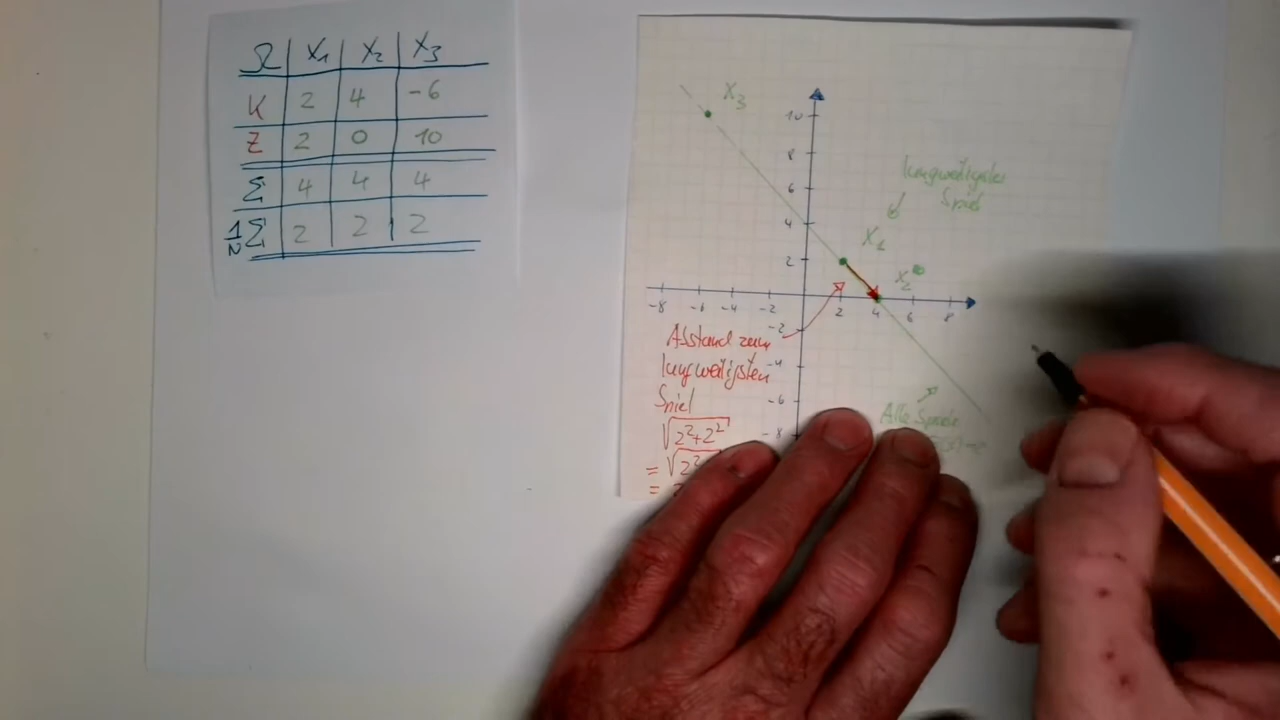 Ω X₁ X₂ X₃
K 2 4 -6
Z 2 0 10
Σ 4 4 4
1/2 Σ 2 2 2
X₃
10
8
6
4
2
langweiligstes
Spiel
X₁
X₂
-8 -6 -4 -2 2 4 6 8
-2
-4
-6
-8
Abstand zum
langweiligsten
Spiel
√2²+2²
= √2²
=
Alle Spiele